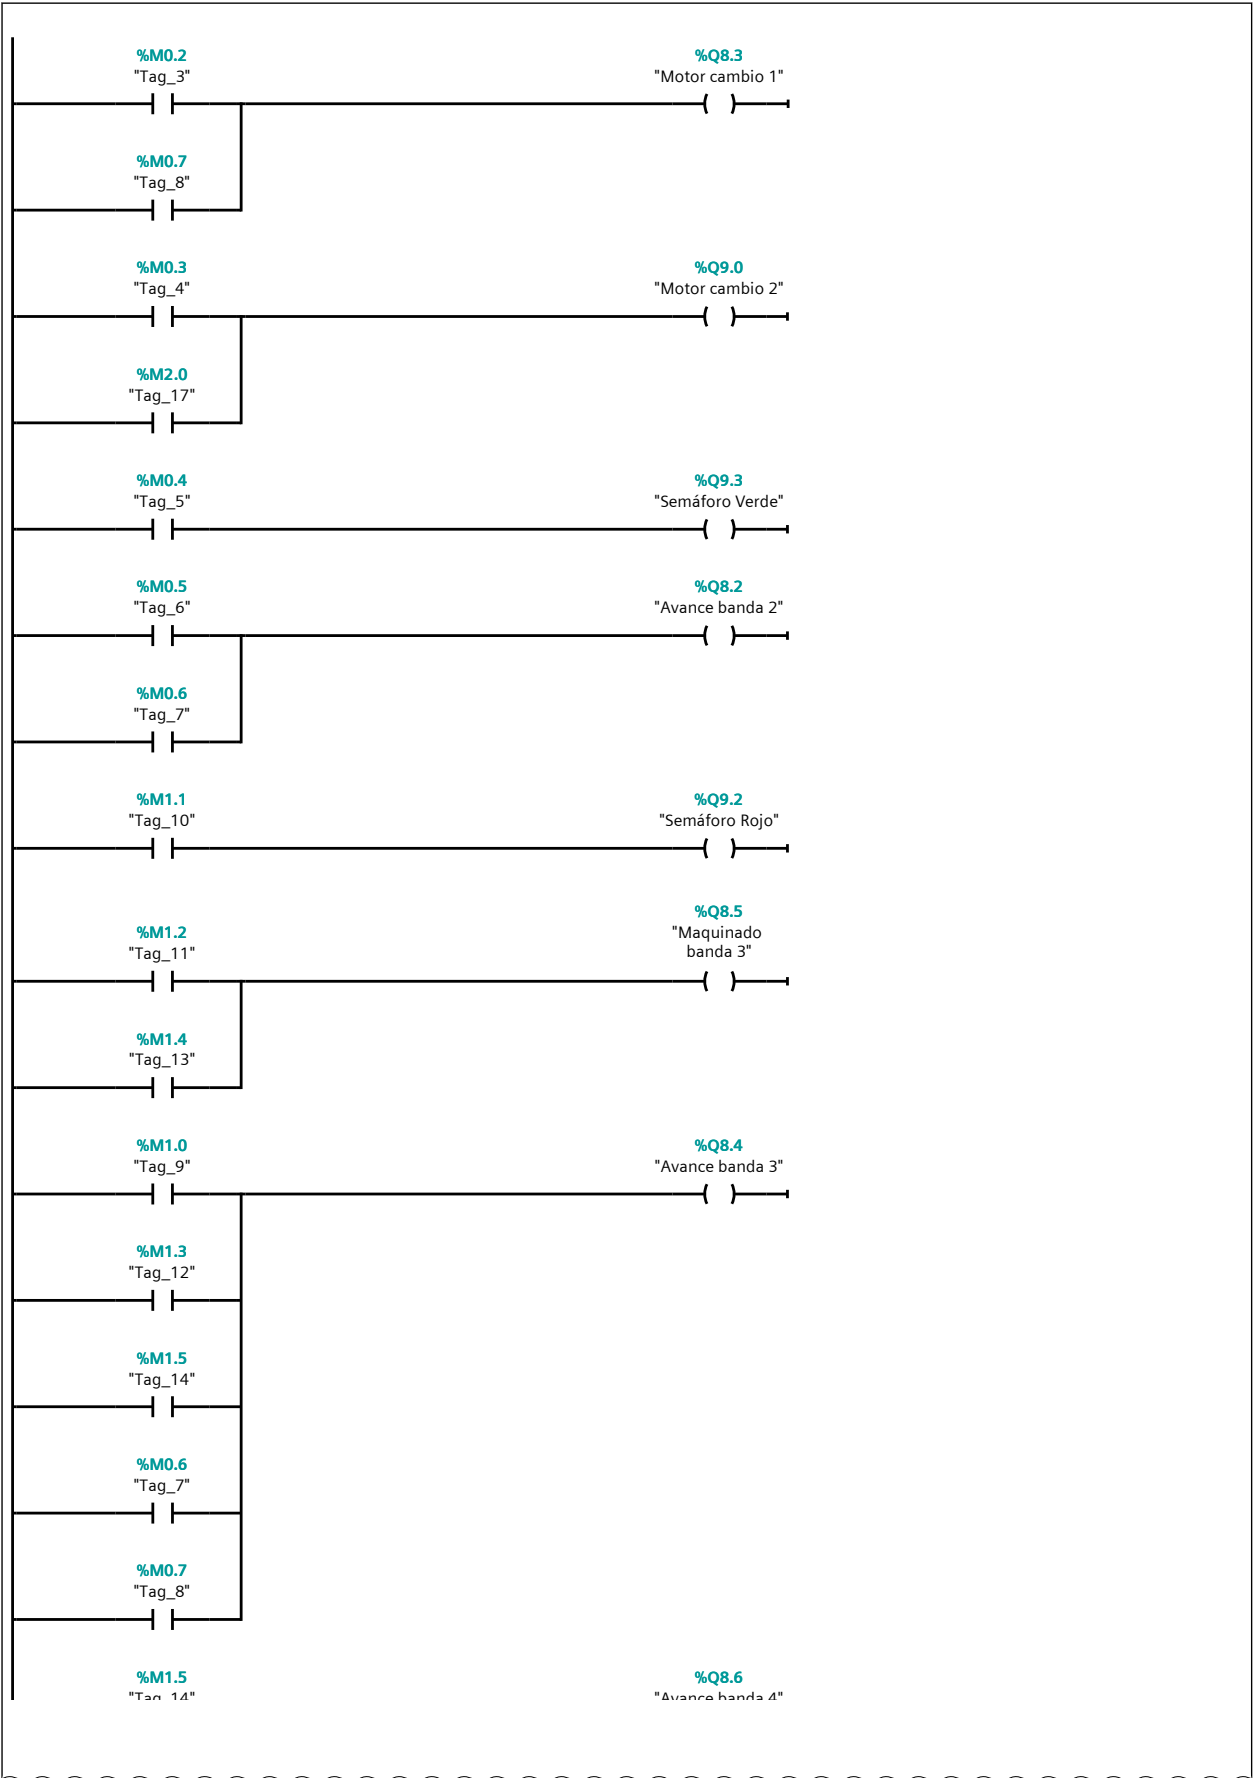 %M0.2
"Tag_3"
%Q8.3
"Motor cambio 1"
%M0.7
"Tag_8"
%M0.3
"Tag_4"
%Q9.0
"Motor cambio 2"
%M2.0
"Tag_17"
%M0.4
"Tag_5"
%Q9.3
"Semáforo Verde"
%M0.5
"Tag_6"
%Q8.2
"Avance banda 2"
%M0.6
"Tag_7"
%M1.1
"Tag_10"
%Q9.2
"Semáforo Rojo"
%M1.2
"Tag_11"
%Q8.5
"Maquinado
banda 3"
%M1.4
"Tag_13"
%M1.0
"Tag_9"
%Q8.4
"Avance banda 3"
%M1.3
"Tag_12"
%M1.5
"Tag_14"
%M0.6
"Tag_7"
%M0.7
"Tag_8"
%M1.5
"Tag_14"
%Q8.6
"Avance banda 4"